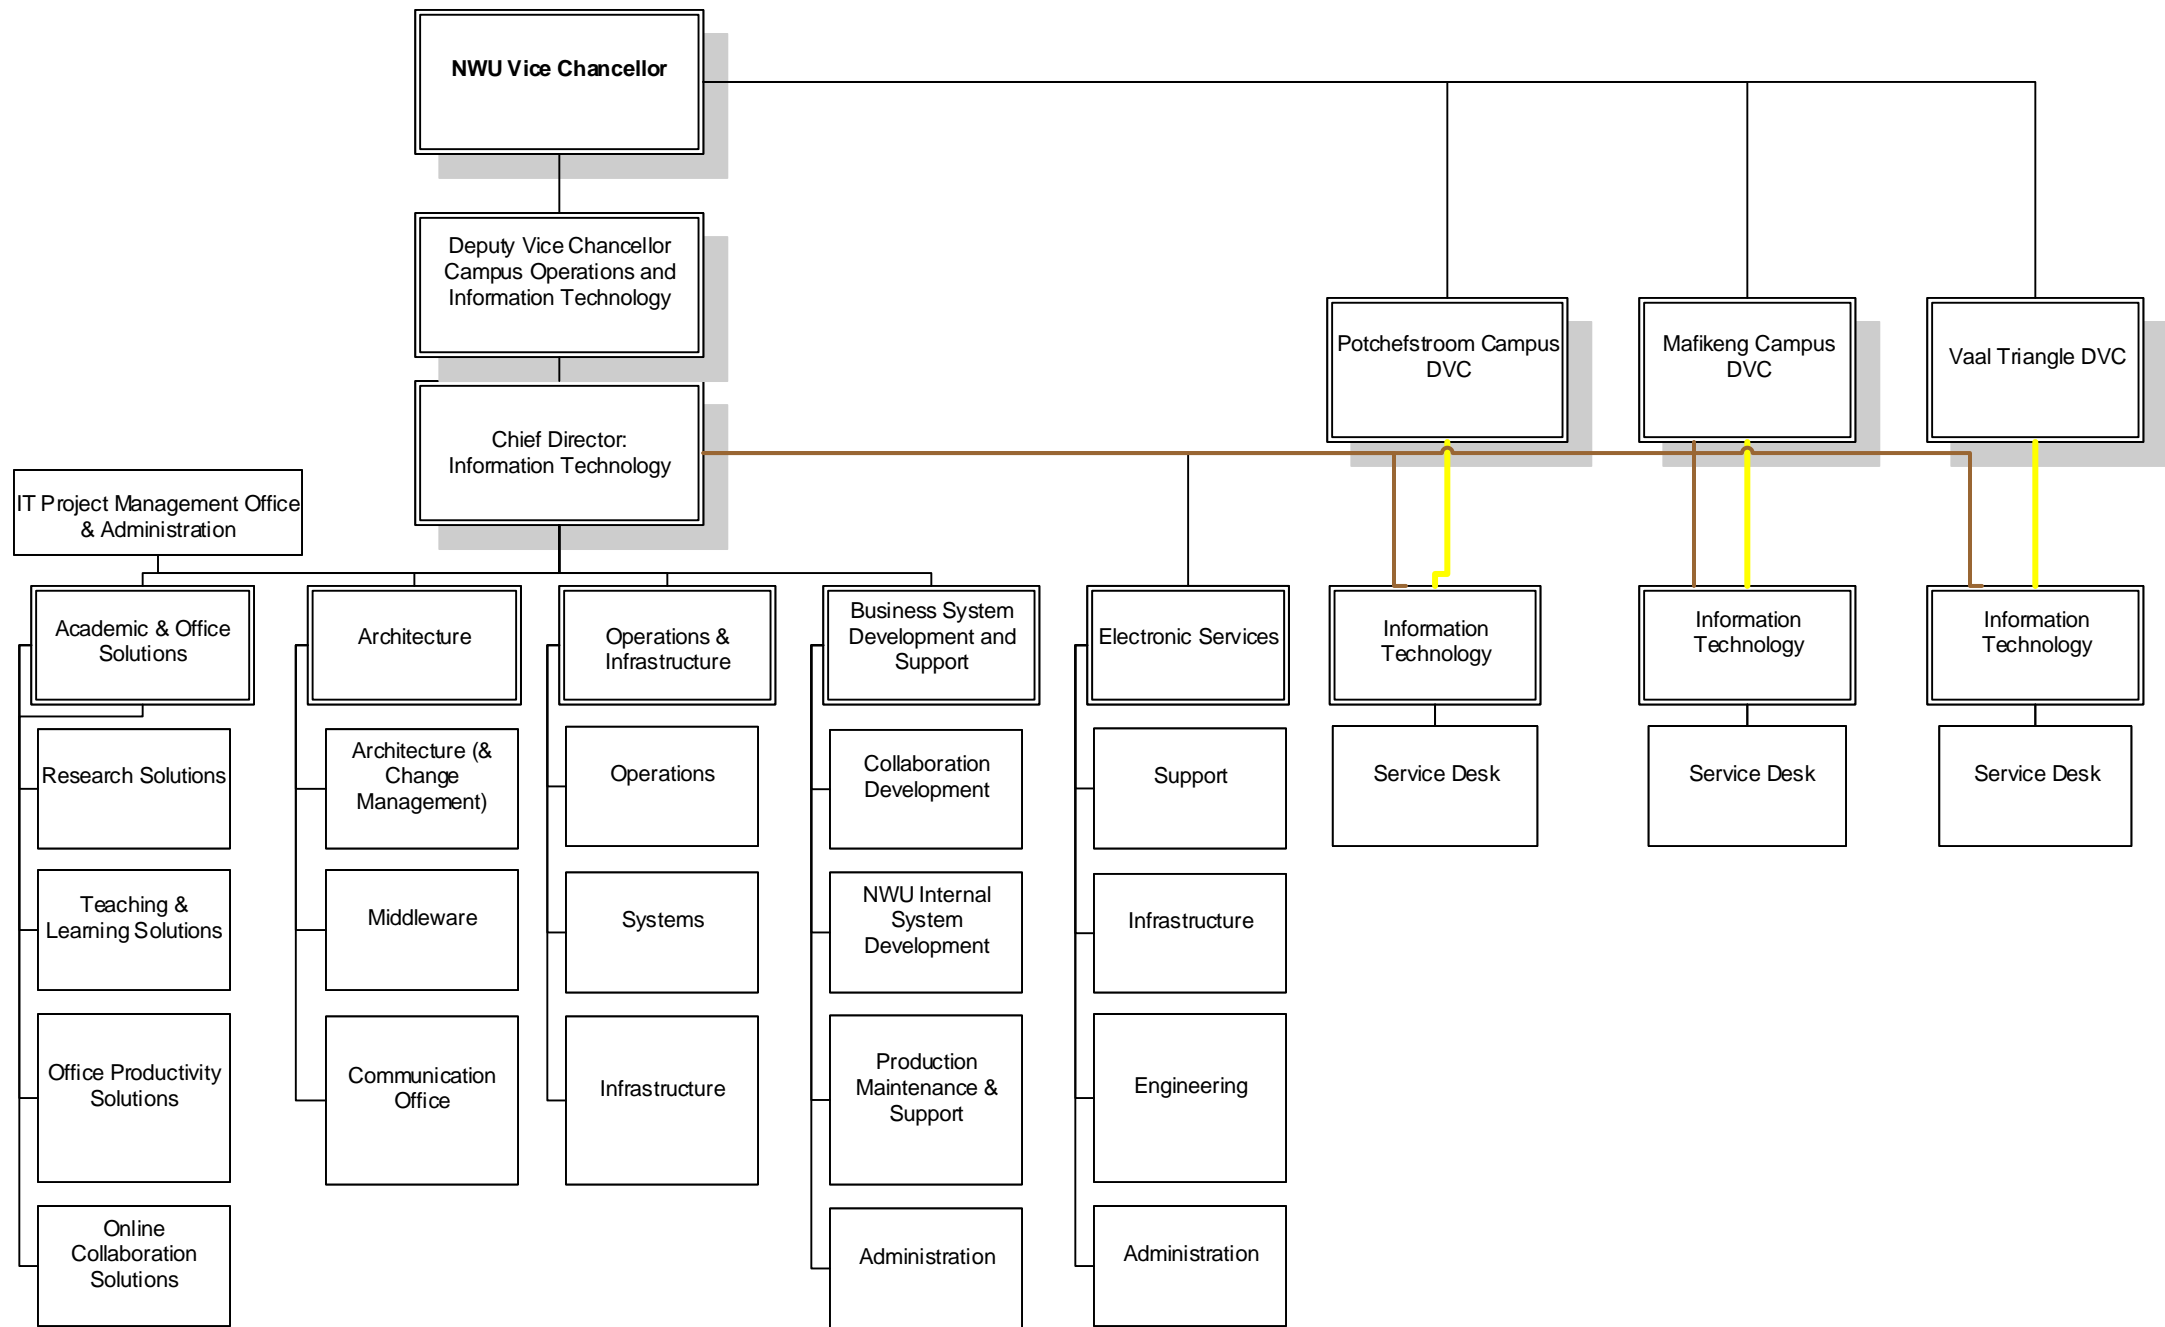 NWU Vice Chancellor
Deputy Vice Chancellor
Campus Operations and
Information Technology
Potchefstroom Campus
DVC
Mafikeng Campus
DVC
Vaal Triangle DVC
Chief Director:
Information Technology
IT Project Management Office
& Administration
Academic & Office
Solutions
Architecture
Operations &
Infrastructure
Business System
Development and
Support
Electronic Services
Information
Technology
Information
Technology
Information
Technology
Research Solutions
Architecture (&
Change
Management)
Operations
Collaboration
Development
Support
Service Desk
Service Desk
Service Desk
Teaching &
Learning Solutions
Middleware
Systems
NWU Internal
System
Development
Infrastructure
Office Productivity
Solutions
Communication
Office
Infrastructure
Production
Maintenance &
Support
Engineering
Online
Collaboration
Solutions
Administration
Administration